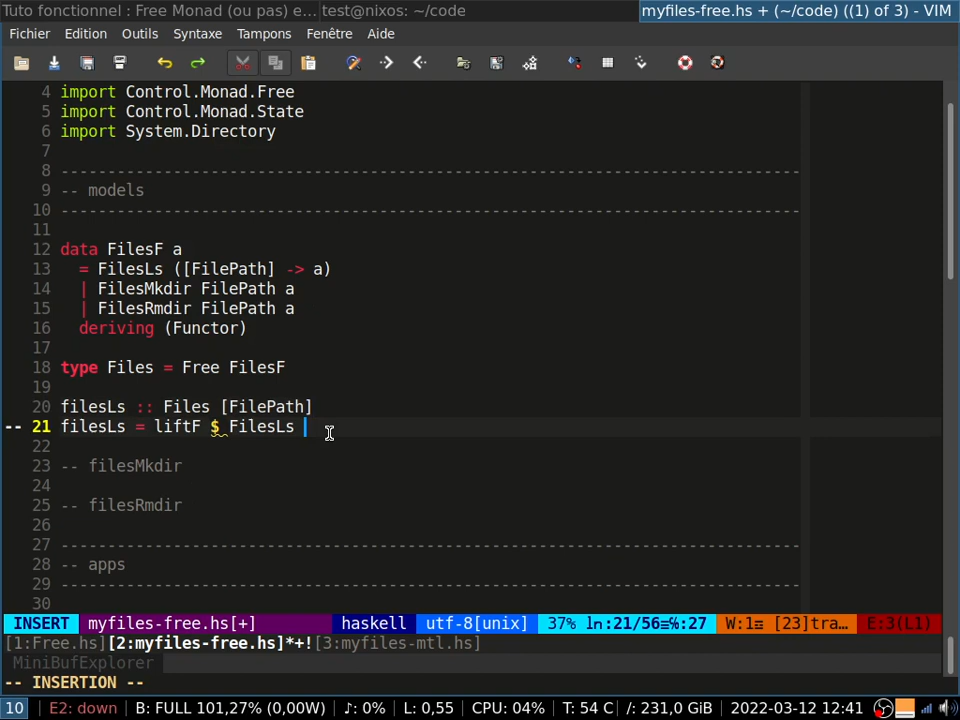 Tuto fonctionnel : Free Monad (ou pas) e... test@nixos: ~/code myfiles-free.hs + (~/code) ((1) of 3) - VIM
Fichier Edition Outils Syntaxe Tampons Fenêtre Aide
4 import Control.Monad.Free
5 import Control.Monad.State
6 import System.Directory
7
8 -------------------------------------------------------------------------------
9 -- models
10 -------------------------------------------------------------------------------
11
12 data FilesF a
13   = FilesLs ([FilePath] -> a)
14   | FilesMkdir FilePath a
15   | FilesRmdir FilePath a
16   deriving (Functor)
17
18 type Files = Free FilesF
19
20 filesLs :: Files [FilePath]
-- 21 filesLs = liftF $ FilesLs
22
23 -- filesMkdir
24
25 -- filesRmdir
26
27 -------------------------------------------------------------------------------
28 -- apps
29 -------------------------------------------------------------------------------
30
INSERT myfiles-free.hs[+] haskell utf-8[unix] 37% ln:21/56≡℅:27 W:1≡ [23]tra… E:3(L1)
[1:Free.hs][2:myfiles-free.hs]*+![3:myfiles-mtl.hs]
MiniBufExplorer
-- INSERTION --
10 | E2: down | B: FULL 101,27% (0,00W) | ♪: 0% | L: 0,55 | CPU: 04% | T: 54 C | /: 231,0 GiB | 2022-03-12 12:41